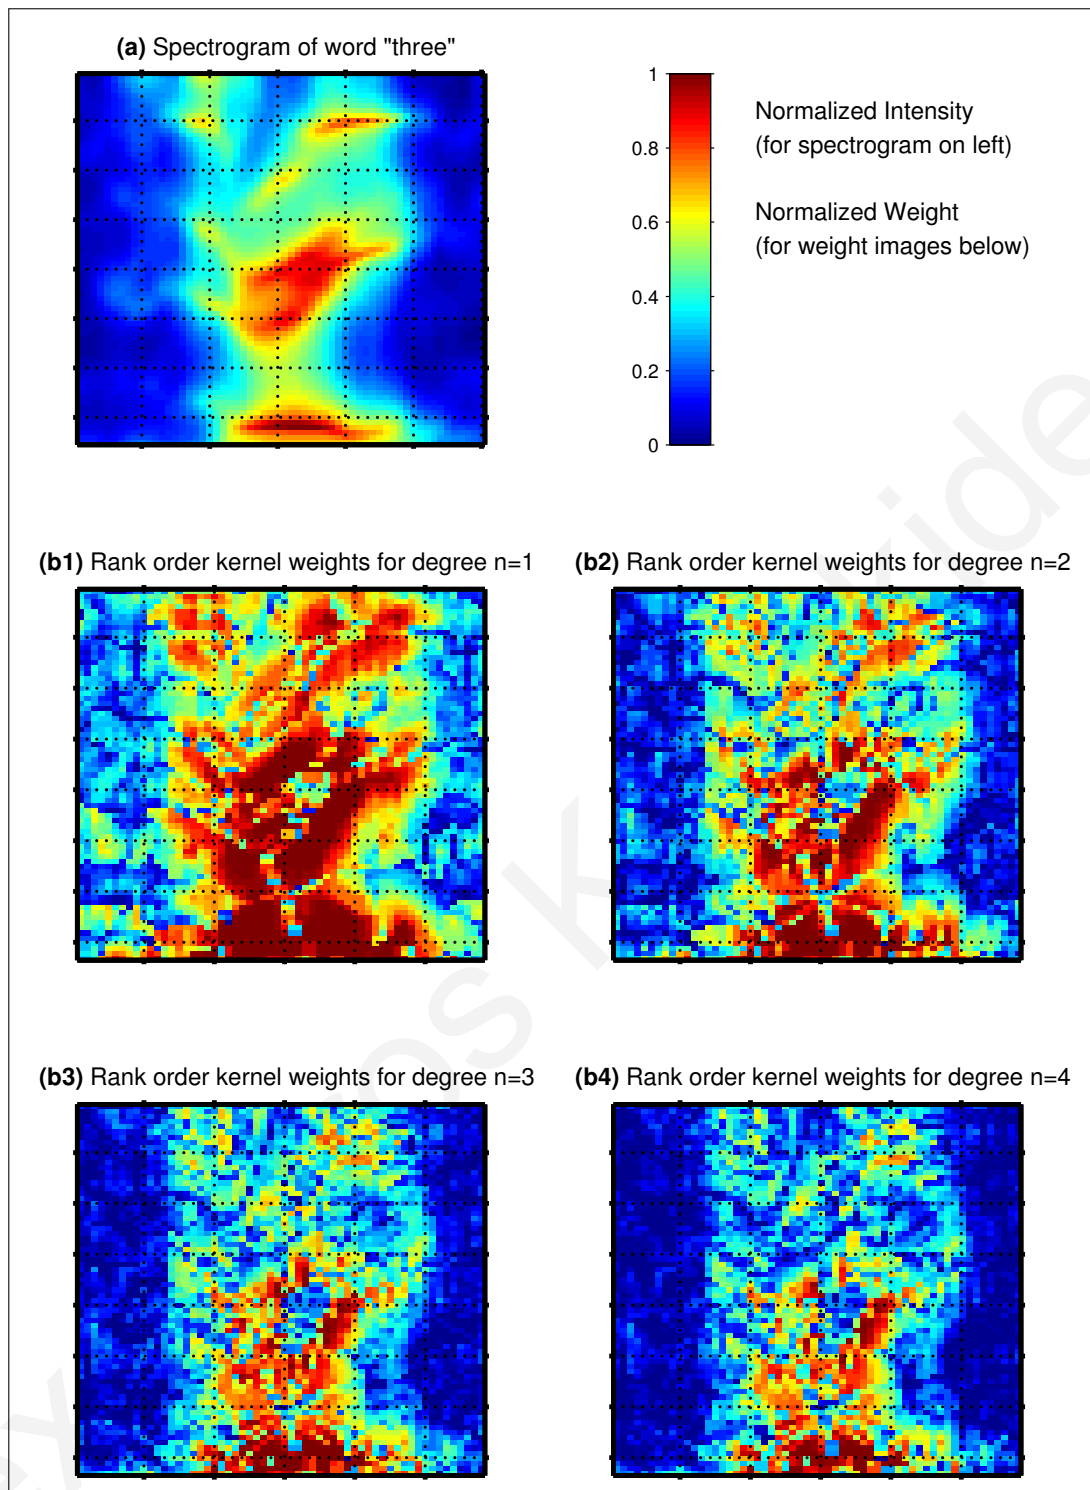 (a) Spectrogram of word "three"
1
0.8
0.6
0.4
0.2
0
Normalized Intensity
(for spectrogram on left)
Normalized Weight
(for weight images below)
(b1) Rank order kernel weights for degree n=1
(b2) Rank order kernel weights for degree n=2
(b3) Rank order kernel weights for degree n=3
(b4) Rank order kernel weights for degree n=4